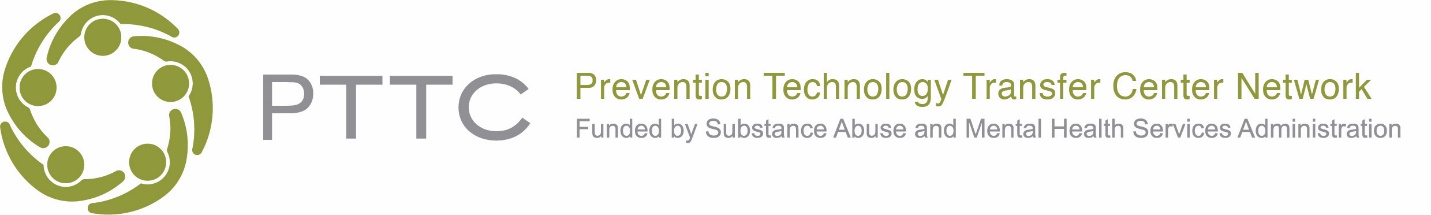 PTTC
Prevention Technology Transfer Center Network
Funded by Substance Abuse and Mental Health Services Administration